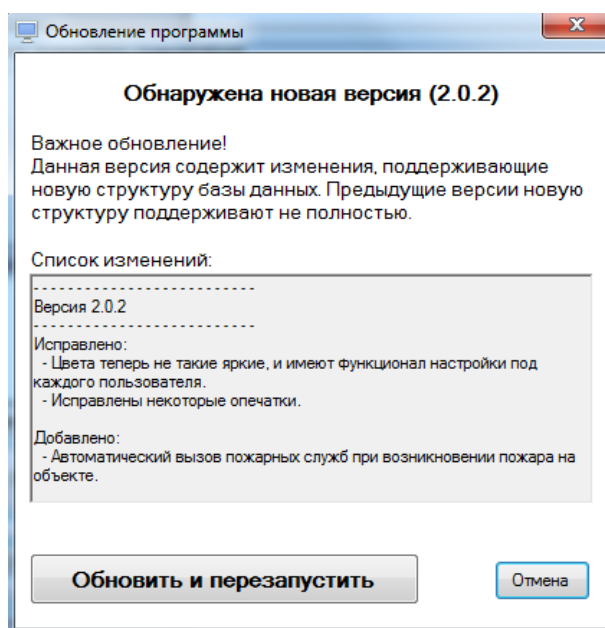 Обновление программы
Обнаружена новая версия (2.0.2)
Важное обновление!
Данная версия содержит изменения, поддерживающие
новую структуру базы данных. Предыдущие версии новую
структуру поддерживают не полностью.
Список изменений:
- - - - - - - - - - - - - - - - - - - - - - - - - -
Версия 2.0.2
- - - - - - - - - - - - - - - - - - - - - - - - - -
Исправлено:
- Цвета теперь не такие яркие, и имеют функционал настройки под
каждого пользователя.
- Исправлены некоторые опечатки.
Добавлено:
- Автоматический вызов пожарных служб при возникновении пожара на
объекте.
Обновить и перезапустить
Отмена